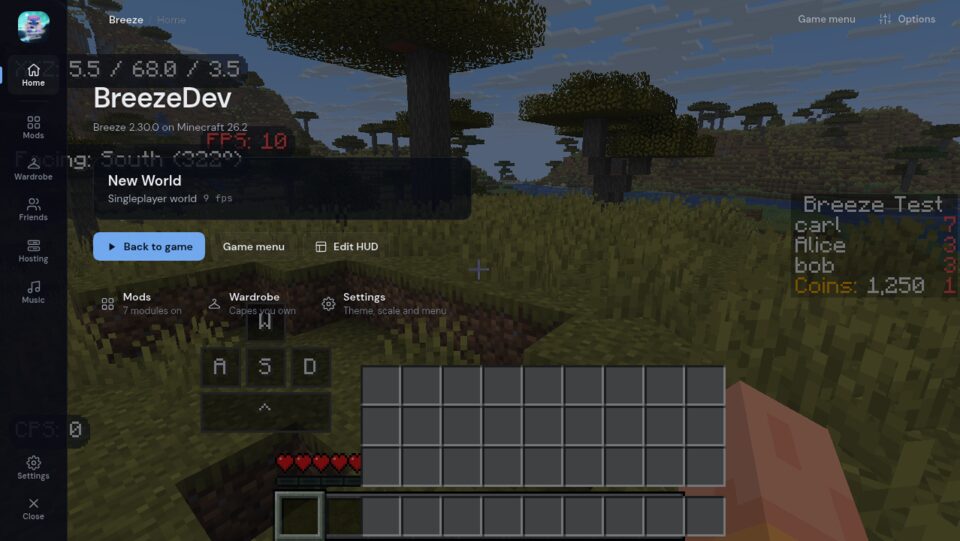 Breeze / Home
Game menu
Options
XYZ: 5.5 / 68.0 / 3.5
Home
BreezeDev
Breeze 2.30.0 on Minecraft 26.2
FPS: 10
Mods
Facing: South (322°)
Wardrobe
New World
Singleplayer world 9 fps
Friends
Breeze Test
carl 7
Alice 3
bob 3
Coins: 1,250 1
Hosting
Back to game
Game menu
Edit HUD
Music
Mods
7 modules on
Wardrobe
Capes you own
Settings
Theme, scale and menu
W
A S D
^
CPS: 0
Settings
Close